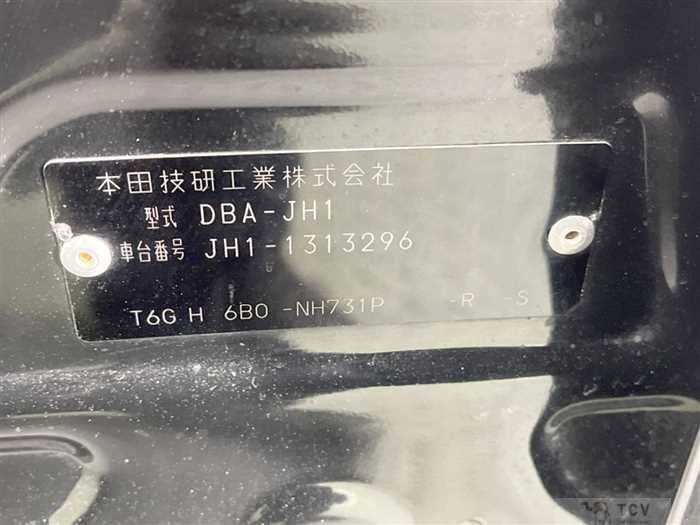 本田技研工業株式会社
型式 DBA-JH1
車台番号 JH1-1313296
T6G H 6B0 -NH731P -R -S
TCV